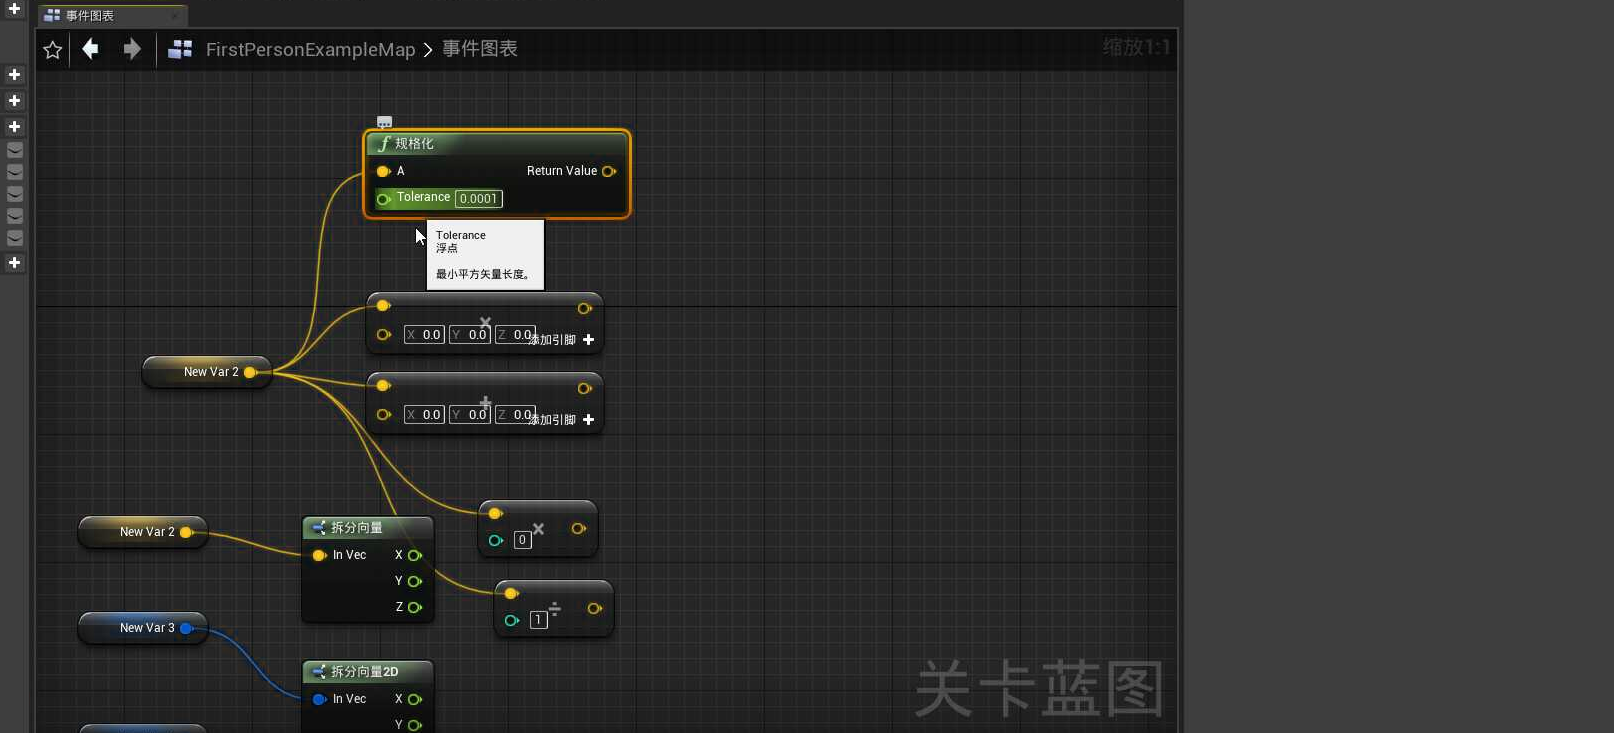 事件图表
FirstPersonExampleMap > 事件图表
缩放1:1
规格化
A
Return Value
Tolerance 0.0001
Tolerance
浮点
最小平方矢量长度。
×
X 0.0 Y 0.0 Z 0.0
添加引脚
New Var 2
+
X 0.0 Y 0.0 Z 0.0
添加引脚
New Var 2
拆分向量
In Vec
X
Y
Z
0 ×
1 ÷
New Var 3
拆分向量2D
In Vec
X
Y
关卡蓝图